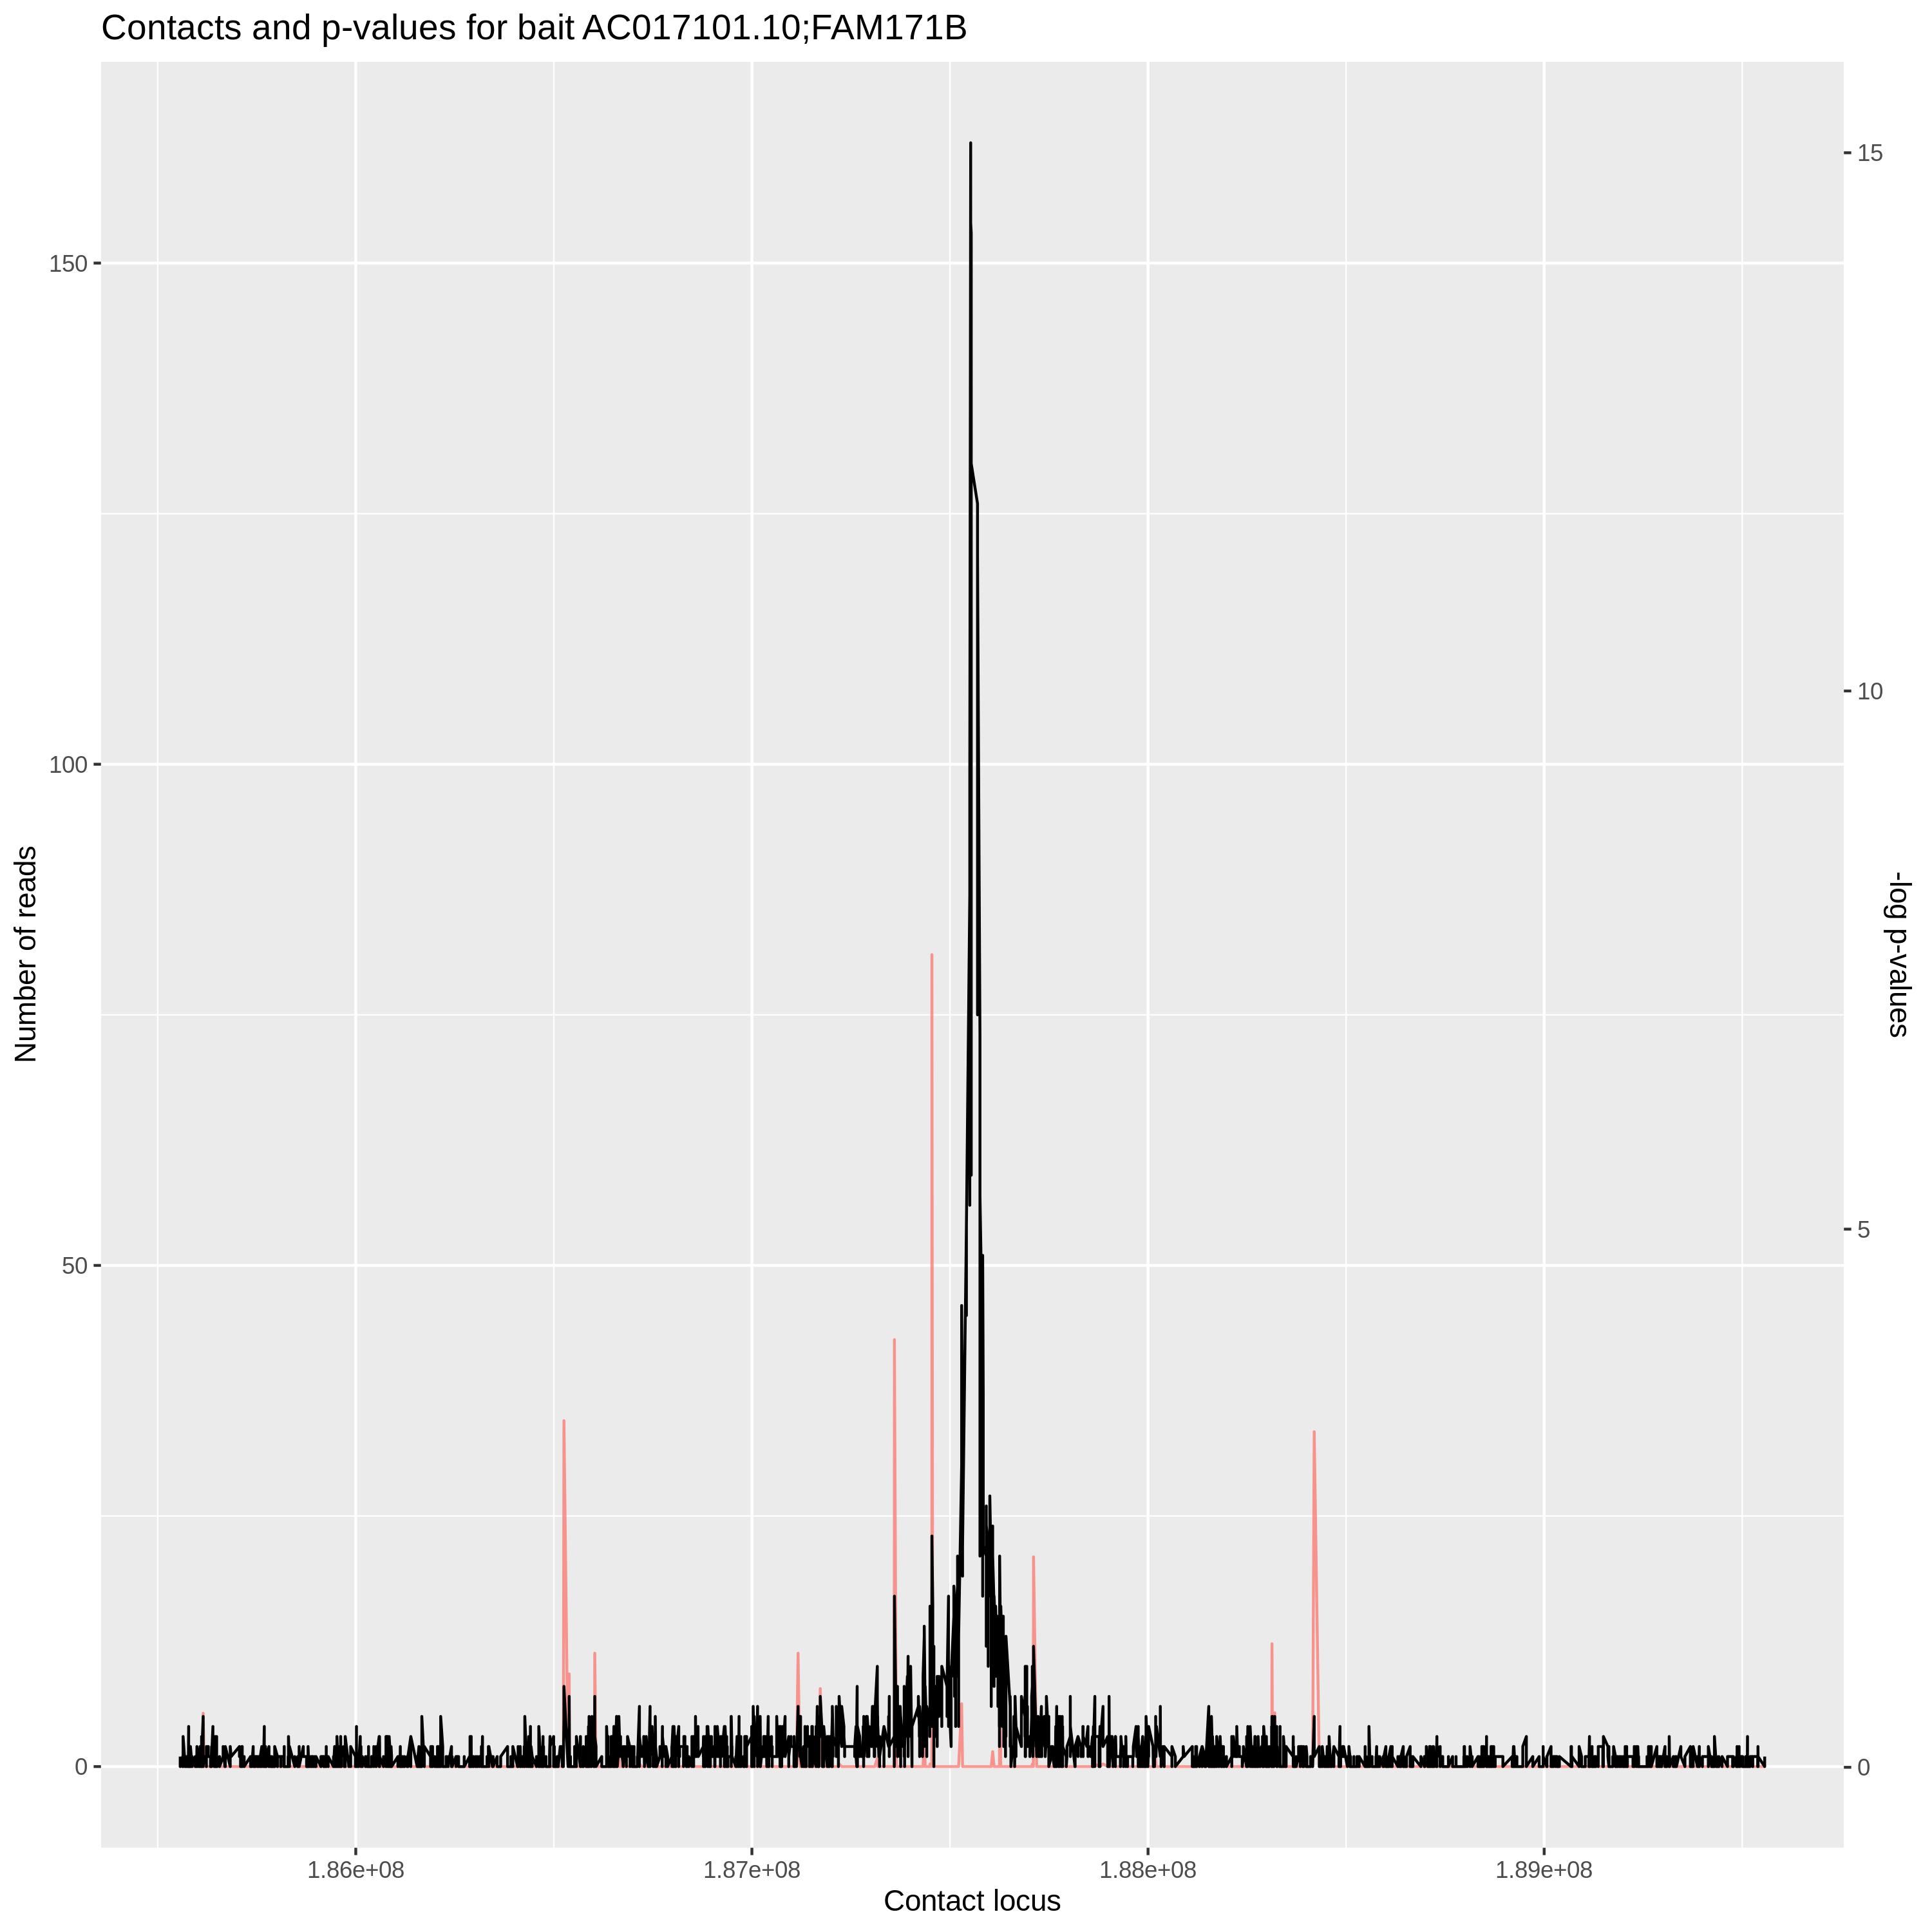 Contacts and p-values for bait AC017101.10;FAM171B
150
100
50
0
Number of reads
15
10
5
0
-log p-values
1.86e+08
1.87e+08
1.88e+08
1.89e+08
Contact locus